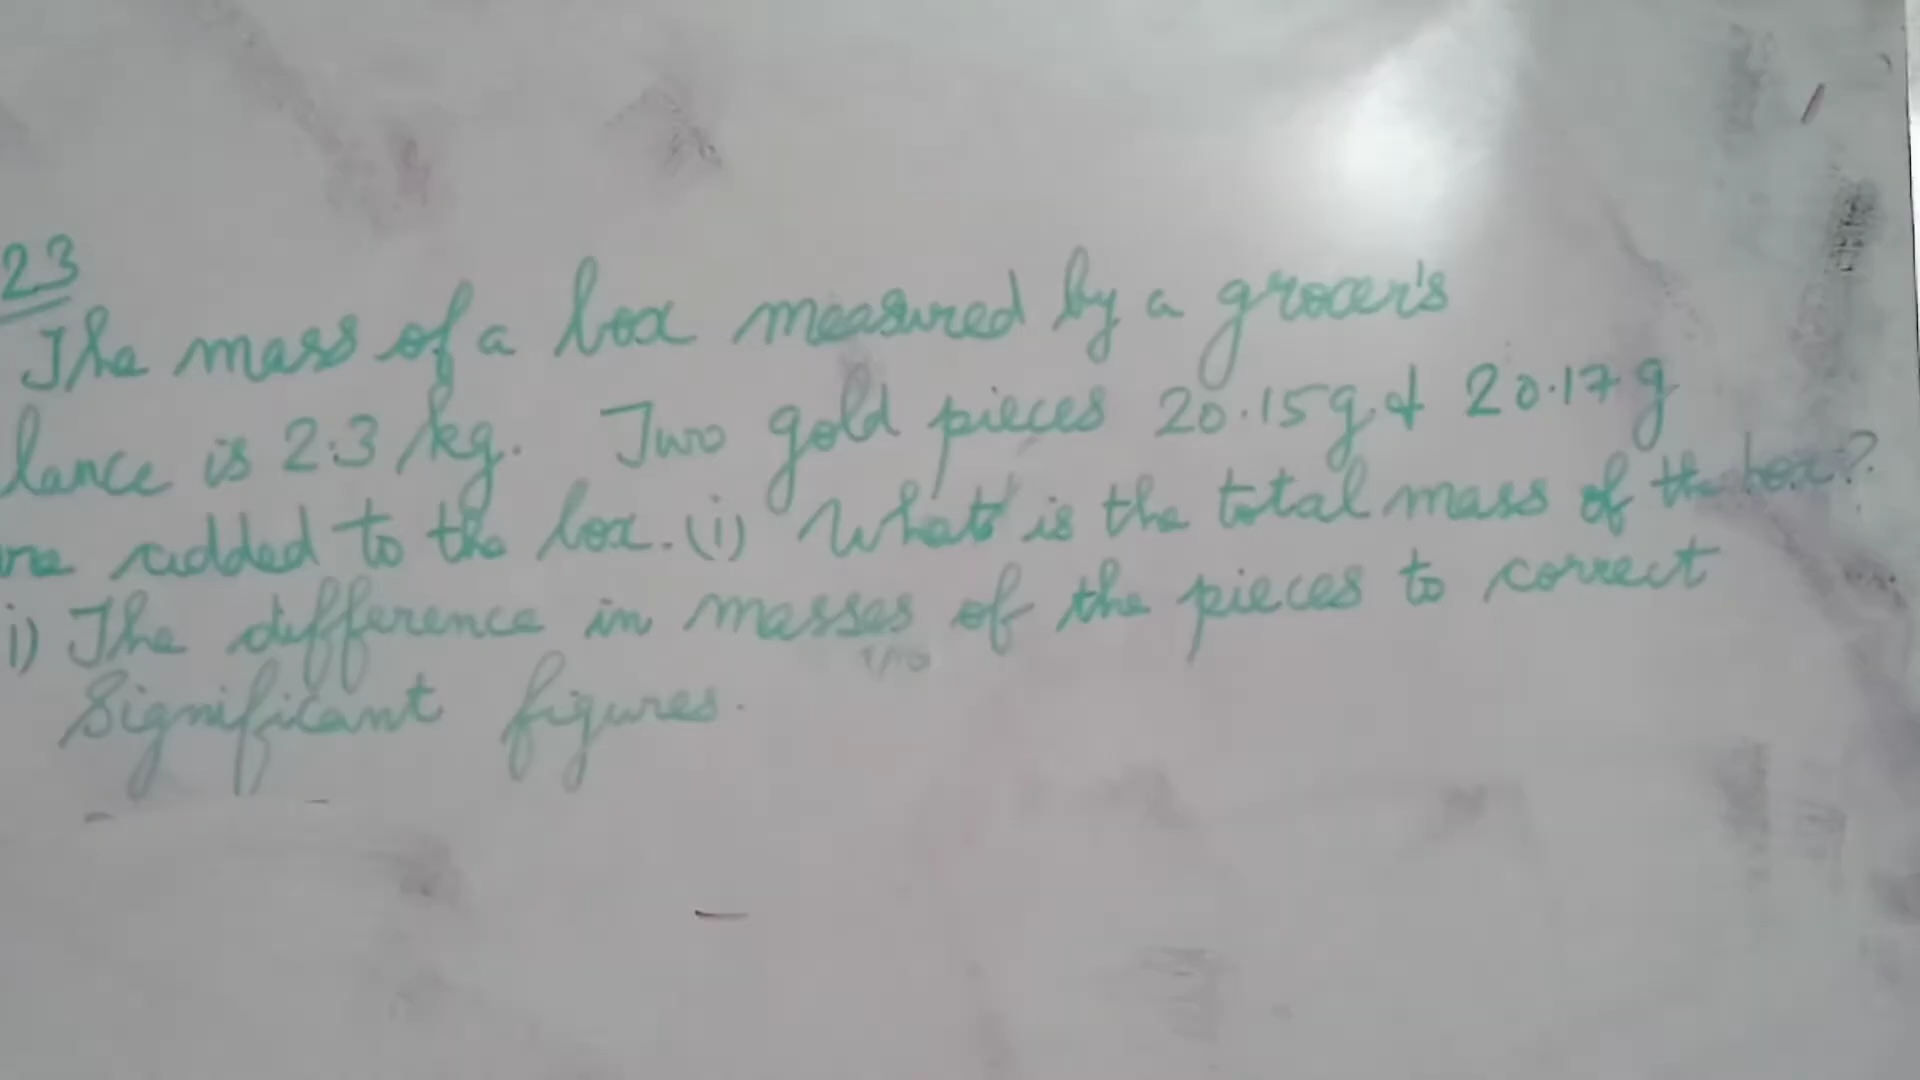 23
The mass of a box measured by a grocer's
lance is 2.3 kg. Two gold pieces 20.15g & 20.17 g
re added to the box. (i) What is the total mass of the box?
i) The difference in masses of the pieces to correct
Significant figures.